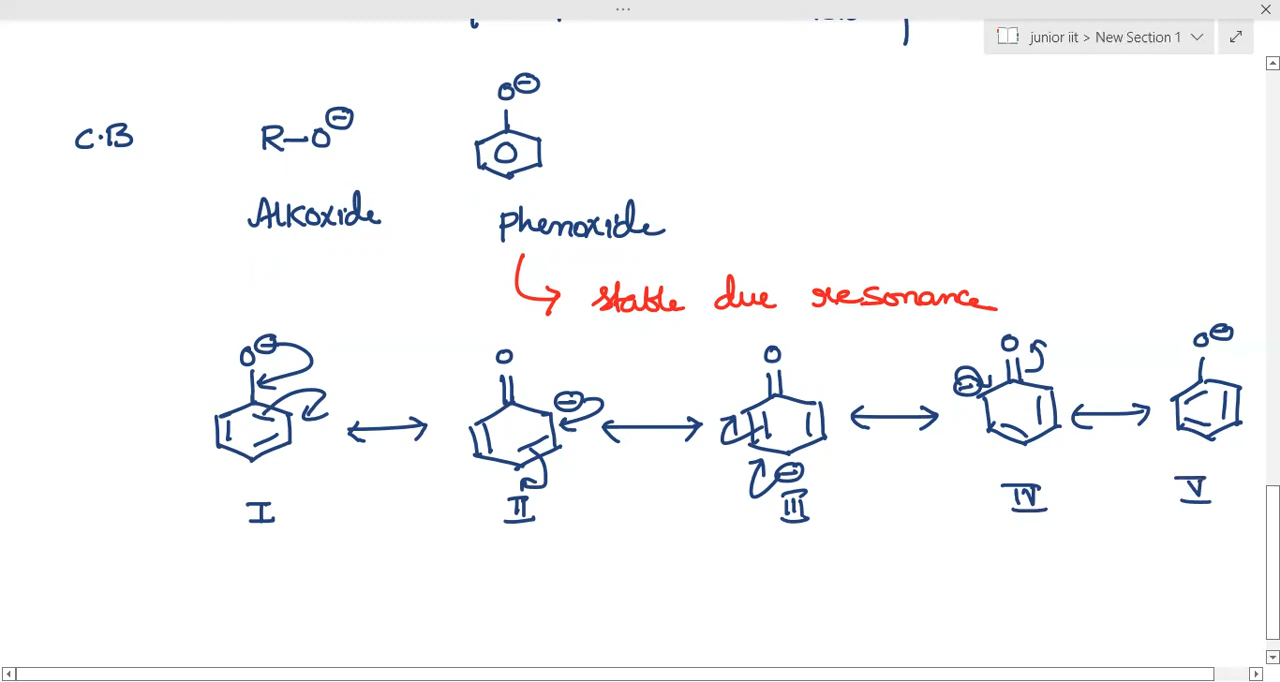 junior iit > New Section 1
O⊖
C.B R-O⊖
Alkoxide Phenoxide
stable due resonance
O⊖ O O O O⊖
⊖ ⊖
⊖
I II III IV V